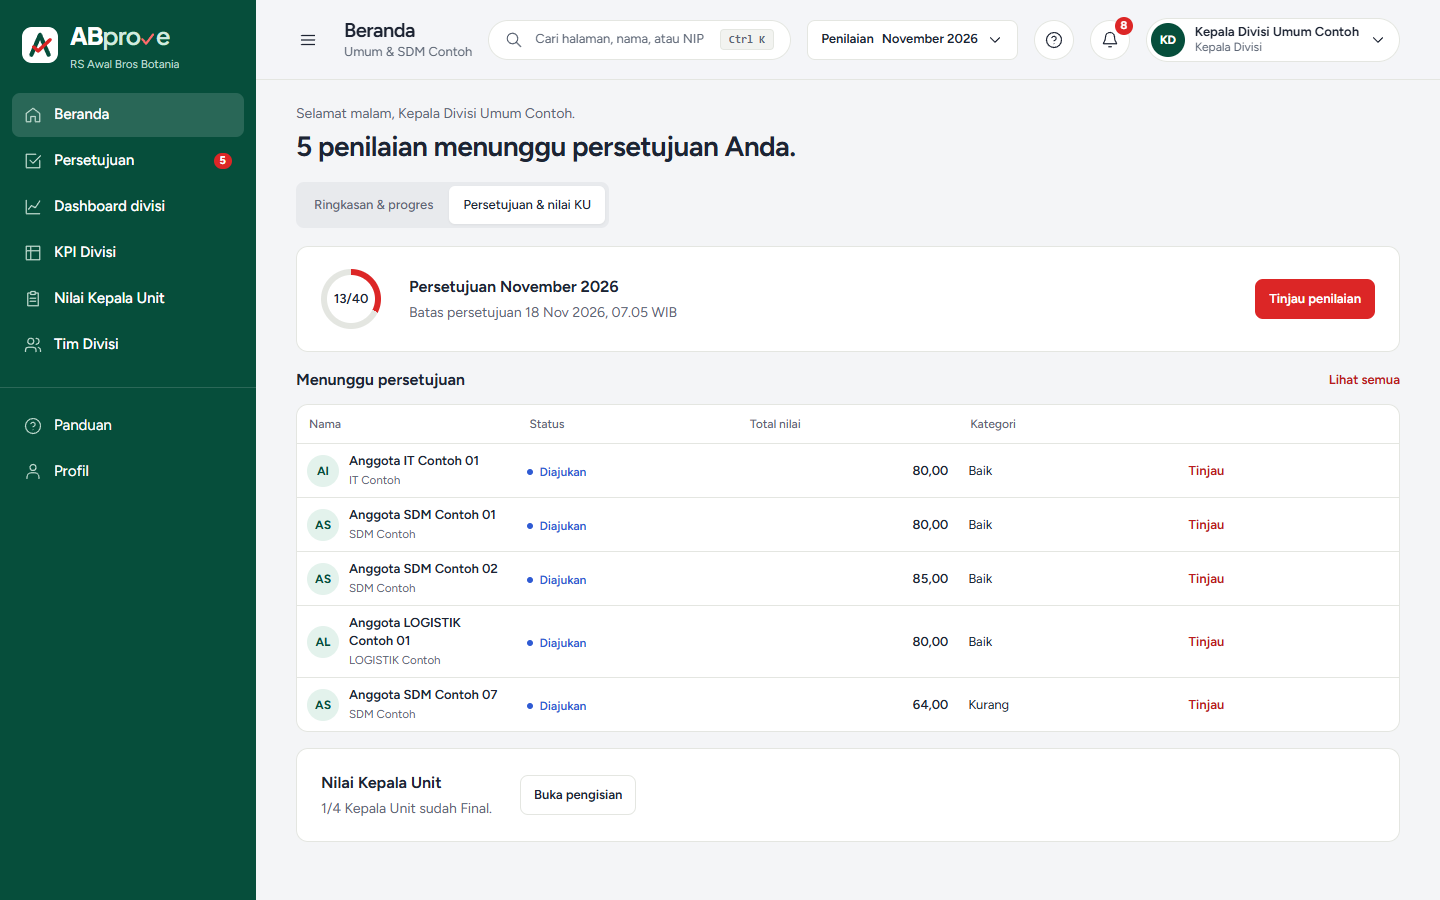 ABprove
RS Awal Bros Botania
Beranda
Persetujuan 5
Dashboard divisi
KPI Divisi
Nilai Kepala Unit
Tim Divisi
Panduan
Profil
Beranda
Umum & SDM Contoh
Cari halaman, nama, atau NIP Ctrl K
Penilaian November 2026
8
KD
Kepala Divisi Umum Contoh
Kepala Divisi
Selamat malam, Kepala Divisi Umum Contoh.
5 penilaian menunggu persetujuan Anda.
Ringkasan & progres Persetujuan & nilai KU
13/40
Persetujuan November 2026
Batas persetujuan 18 Nov 2026, 07.05 WIB
Tinjau penilaian
Menunggu persetujuan Lihat semua
Nama Status Total nilai Kategori
AI Anggota IT Contoh 01
IT Contoh
Diajukan 80,00 Baik Tinjau
AS Anggota SDM Contoh 01
SDM Contoh
Diajukan 80,00 Baik Tinjau
AS Anggota SDM Contoh 02
SDM Contoh
Diajukan 85,00 Baik Tinjau
AL Anggota LOGISTIK
Contoh 01
LOGISTIK Contoh
Diajukan 80,00 Baik Tinjau
AS Anggota SDM Contoh 07
SDM Contoh
Diajukan 64,00 Kurang Tinjau
Nilai Kepala Unit
1/4 Kepala Unit sudah Final.
Buka pengisian